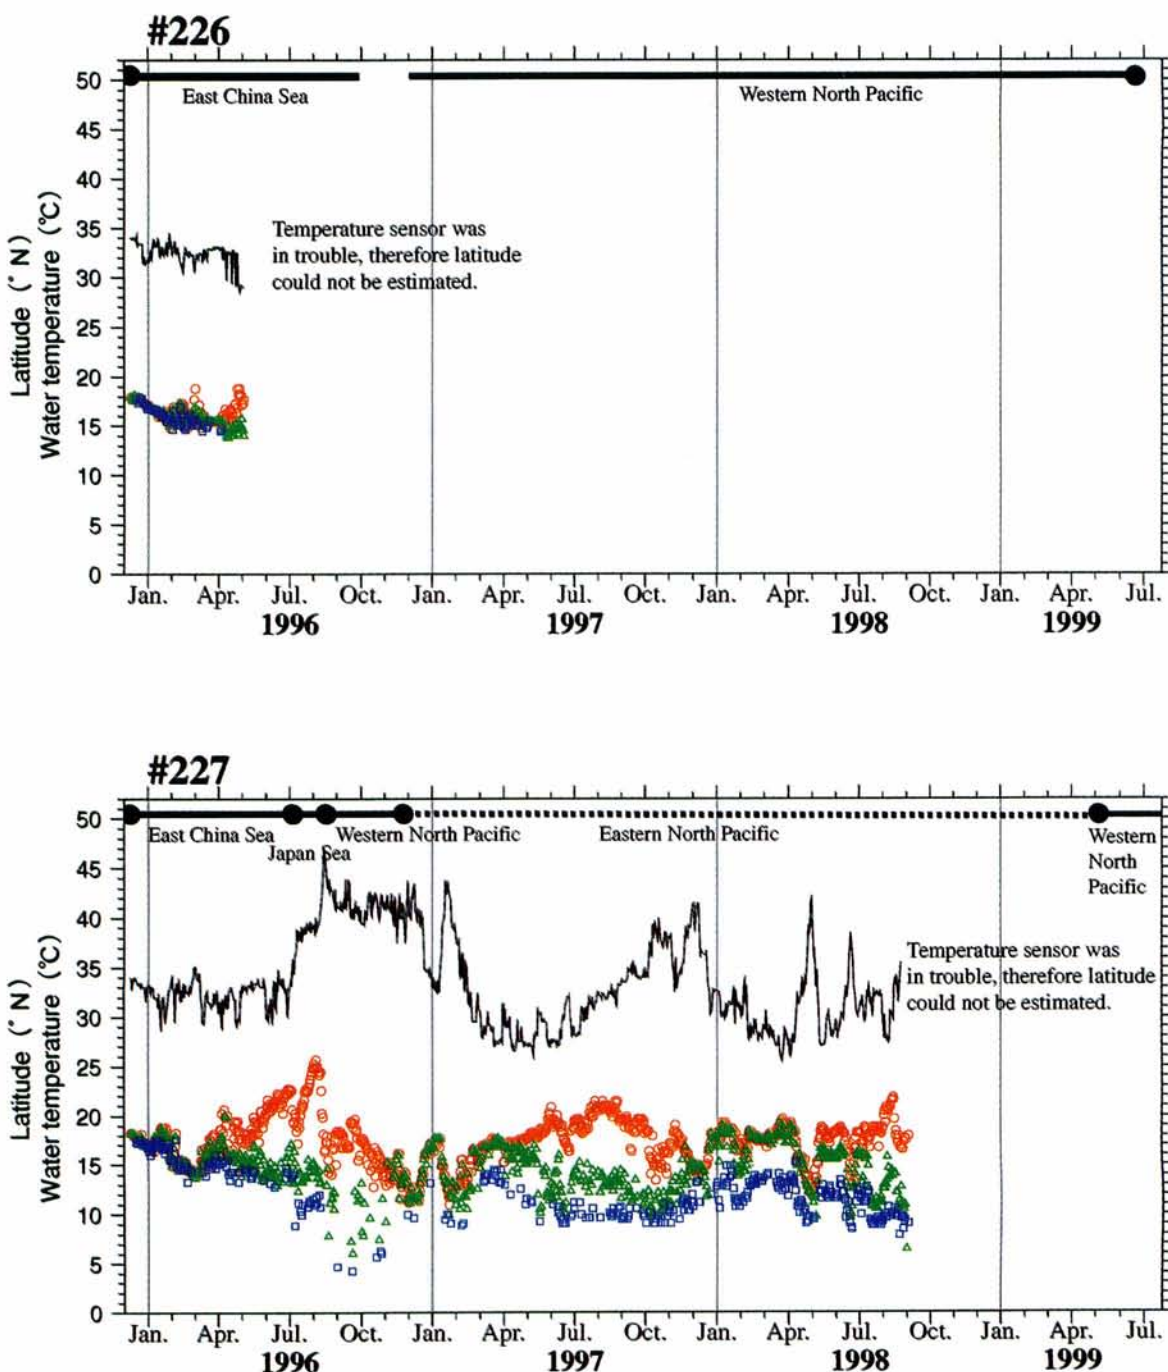 #226
50
East China Sea
Western North Pacific
45
40
35
Temperature sensor was
in trouble, therefore latitude
could not be estimated.
30
25
20
15
10
5
0
Latitude (° N)
Water temperature (°C)
Jan. Apr. Jul. Oct. Jan. Apr. Jul. Oct. Jan. Apr. Jul. Oct. Jan. Apr. Jul.
1996 1997 1998 1999
#227
50
East China Sea
Japan Sea
Western North Pacific
Eastern North Pacific
Western
North
Pacific
45
40
35
Temperature sensor was
in trouble, therefore latitude
could not be estimated.
30
25
20
15
10
5
0
Latitude (° N)
Water temperature (°C)
Jan. Apr. Jul. Oct. Jan. Apr. Jul. Oct. Jan. Apr. Jul. Oct. Jan. Apr. Jul.
1996 1997 1998 1999